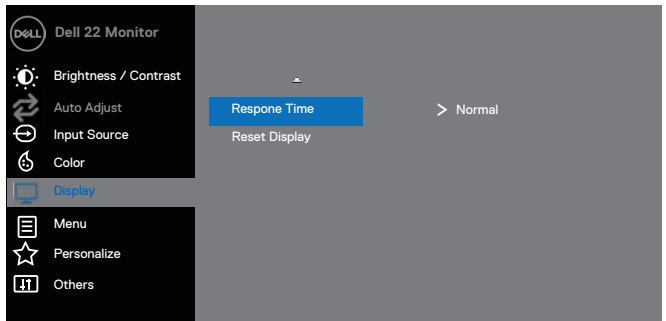 DELL
Dell 22 Monitor
Brightness / Contrast
Auto Adjust
Respone Time
Normal
Input Source
Reset Display
Color
Display
Menu
Personalize
Others